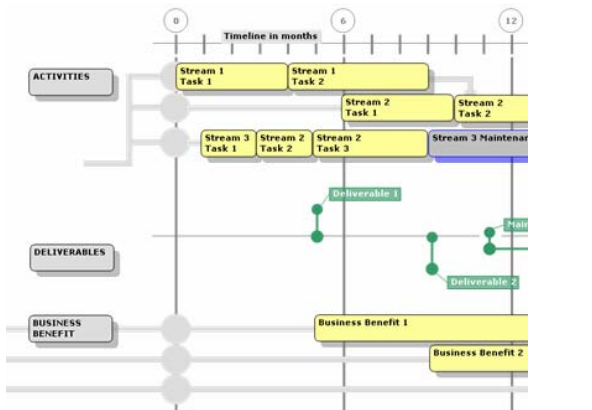 0
6
12
Timeline in months
ACTIVITIES
Stream 1
Task 1
Stream 1
Task 2
Stream 2
Task 1
Stream 2
Task 2
Stream 3
Task 1
Stream 2
Task 2
Stream 2
Task 3
Stream 3 Maintenan
Deliverable 1
Main
DELIVERABLES
Deliverable 2
BUSINESS
BENEFIT
Business Benefit 1
Business Benefit 2